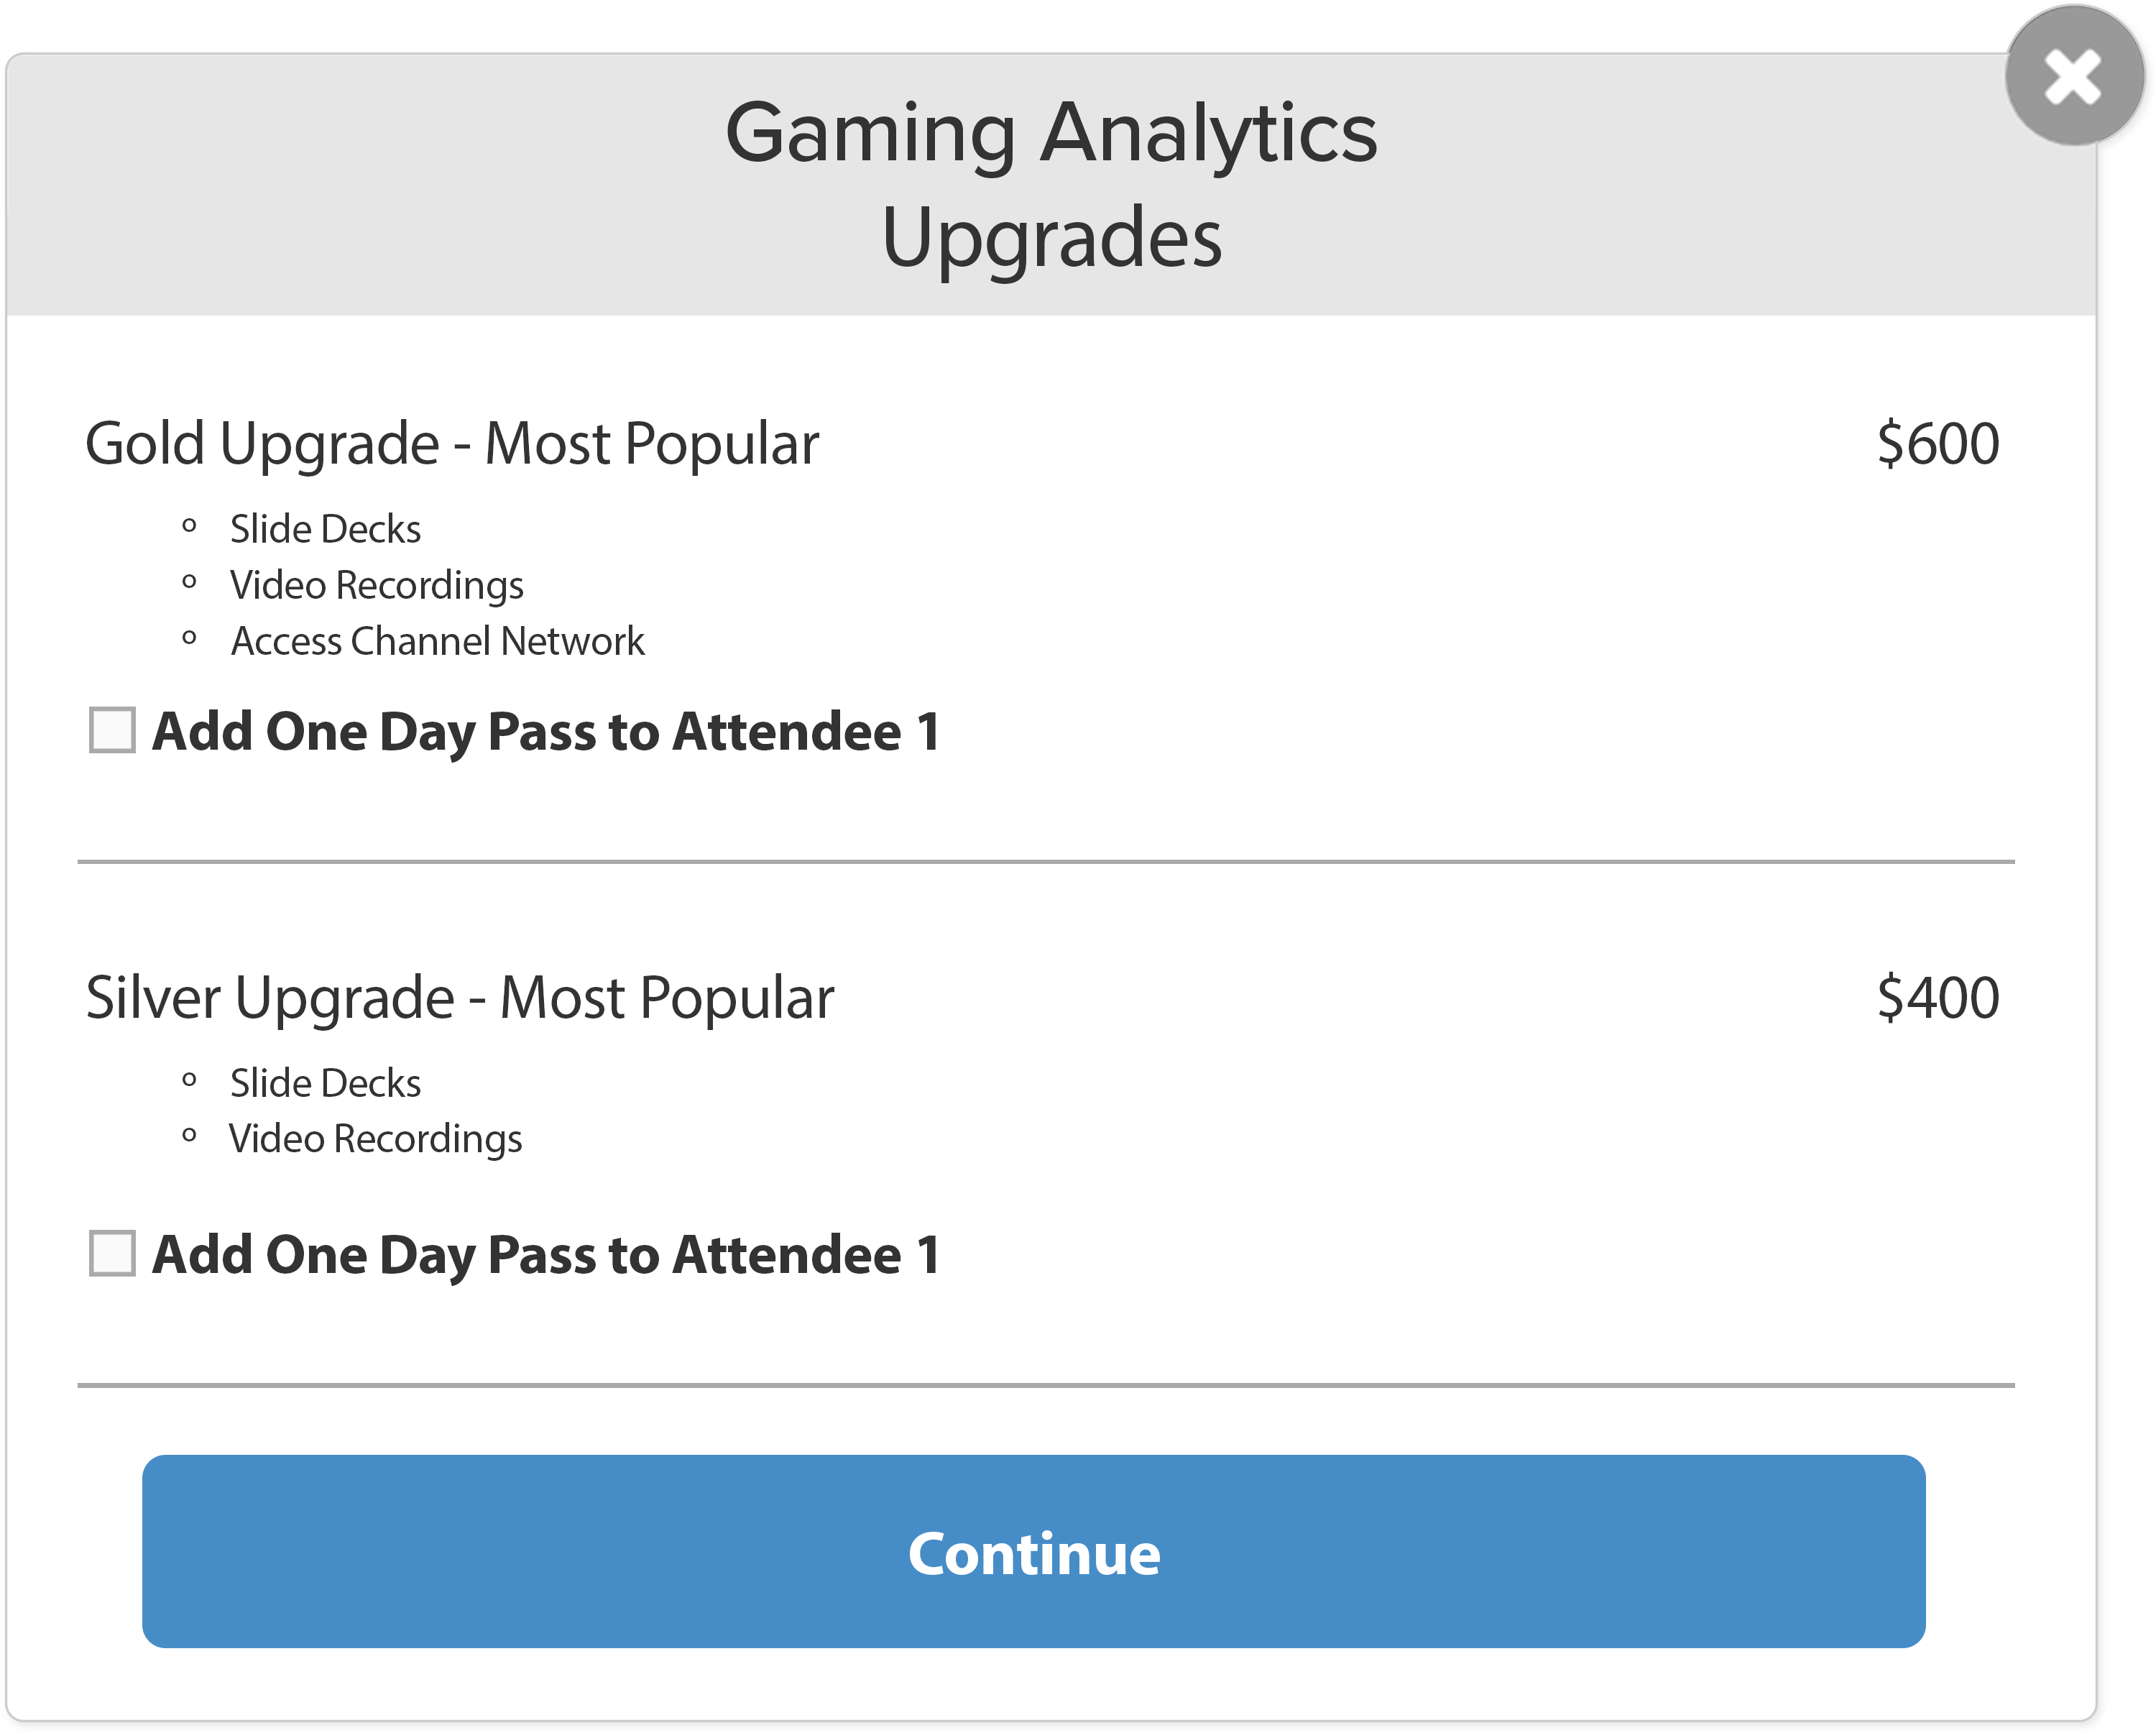 Gaming Analytics
Upgrades
Gold Upgrade - Most Popular $600
Slide Decks
Video Recordings
Access Channel Network
Add One Day Pass to Attendee 1
Silver Upgrade - Most Popular $400
Slide Decks
Video Recordings
Add One Day Pass to Attendee 1
Continue